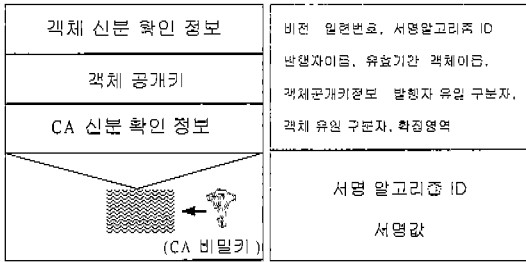 객체 신분 확인 정보
객체 공개키
CA 신분 확인 정보
(CA 비밀키)
버전 일련번호, 서명알고리즘 ID
발행자이름, 유효기간 객체이름,
객체공개키정보 발행자 유일 구분자,
객체 유일 구분자, 확장영역
서명 알고리즘 ID
서명값